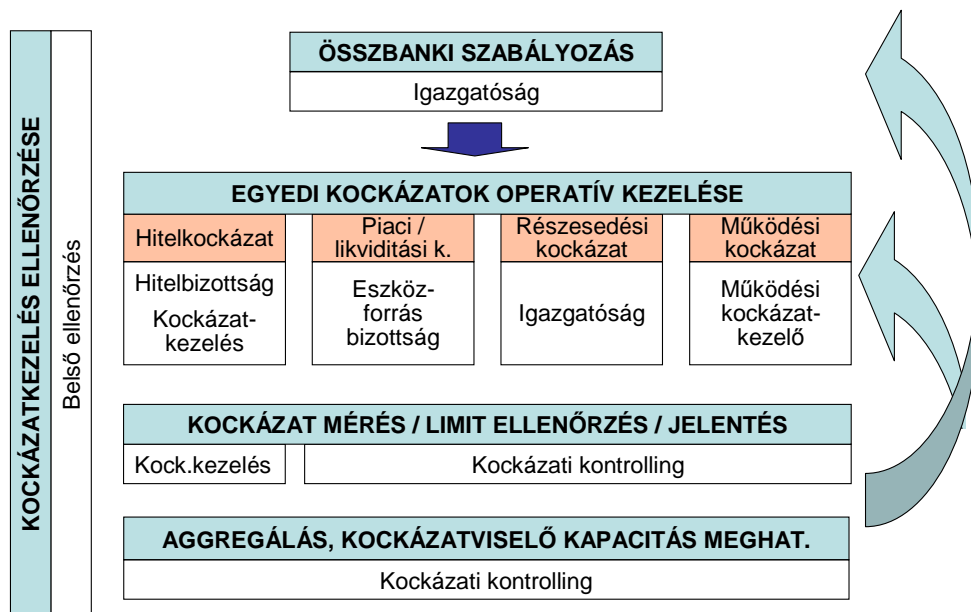 KOCKÁZATKEZELÉS ELLENŐRZÉSE
Belső ellenőrzés
ÖSSZBANKI SZABÁLYOZÁS
Igazgatóság
EGYEDI KOCKÁZATOK OPERATÍV KEZELÉSE
Hitelkockázat
Hitelbizottság
Kockázat-
kezelés
Piaci /
likviditási k.
Eszköz-
forrás
bizottság
Részesedési
kockázat
Igazgatóság
Működési
kockázat
Működési
kockázat-
kezelő
KOCKÁZAT MÉRÉS / LIMIT ELLENŐRZÉS / JELENTÉS
Kock.kezelés
Kockázati kontrolling
AGGREGÁLÁS, KOCKÁZATVISELŐ KAPACITÁS MEGHAT.
Kockázati kontrolling